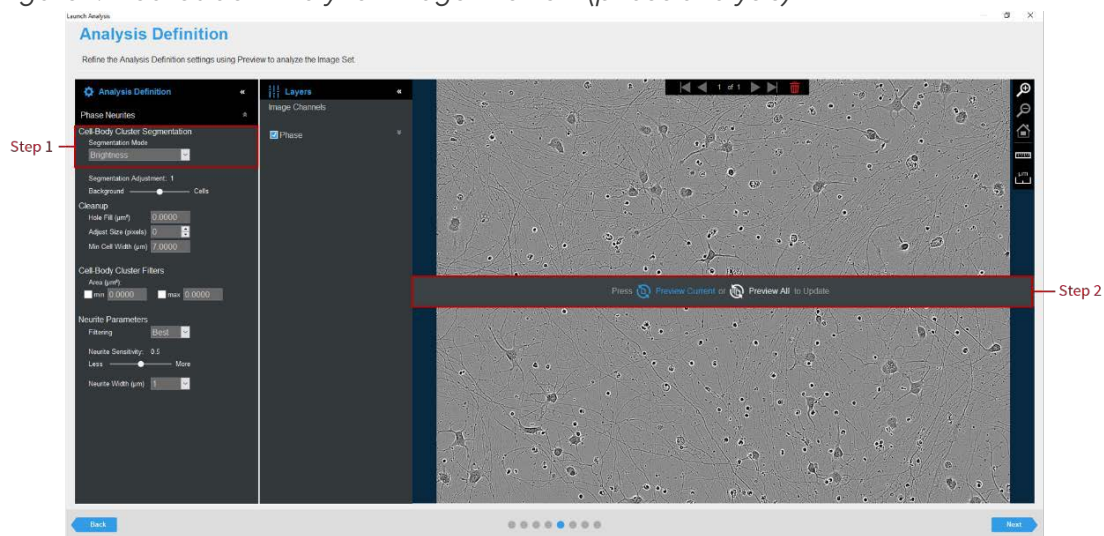 Launch Analysis
Analysis Definition
Refine the Analysis Definition settings using Preview to analyze the Image Set.
Analysis Definition
Phase Neurites
Step 1
Cell-Body Cluster Segmentation
Segmentation Mode
Brightness
Segmentation Adjustment: 1
Background
Cells
Cleanup
Hole Fill (µm²) 0.0000
Adjust Size (pixels) 0
Min Cell Width (µm) 7.0000
Cell-Body Cluster Filters
Area (µm²):
min 0.0000 max 0.0000
Neurite Parameters
Filtering Best
Neurite Sensitivity: 0.5
Less More
Neurite Width (µm) 1
Layers
Image Channels
Phase
1 of 1
µm
Press Preview Current or Preview All to Update
Step 2
Back
Next